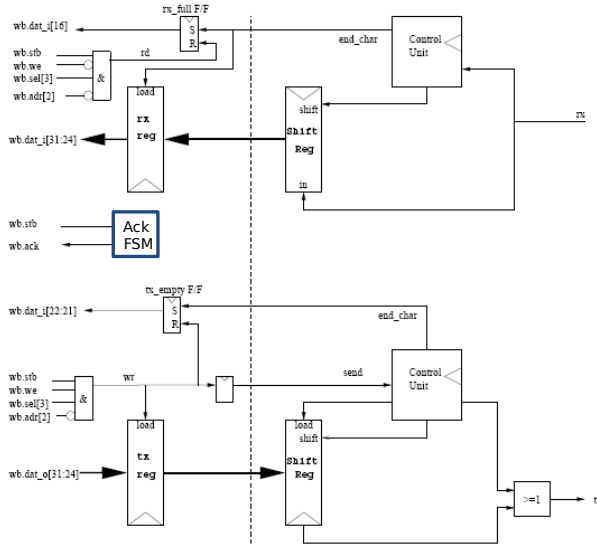 rx_full F/F
wb.dat_i[16]
S
R
end_char
Control
Unit
wb.stb
wb.we
wb.sel[3]
wb.adr[2]
&
rd
load
rx
reg
shift
Shift
Reg
in
rx
wb.dat_i[31:24]
wb.stb
wb.ack
Ack
FSM
tx_empty F/F
wb.dat_i[22:21]
S
R
end_char
wb.stb
wb.we
wb.sel[3]
wb.adr[2]
&
wr
send
Control
Unit
load
tx
reg
load
shift
Shift
Reg
wb.dat_o[31:24]
>=1
t